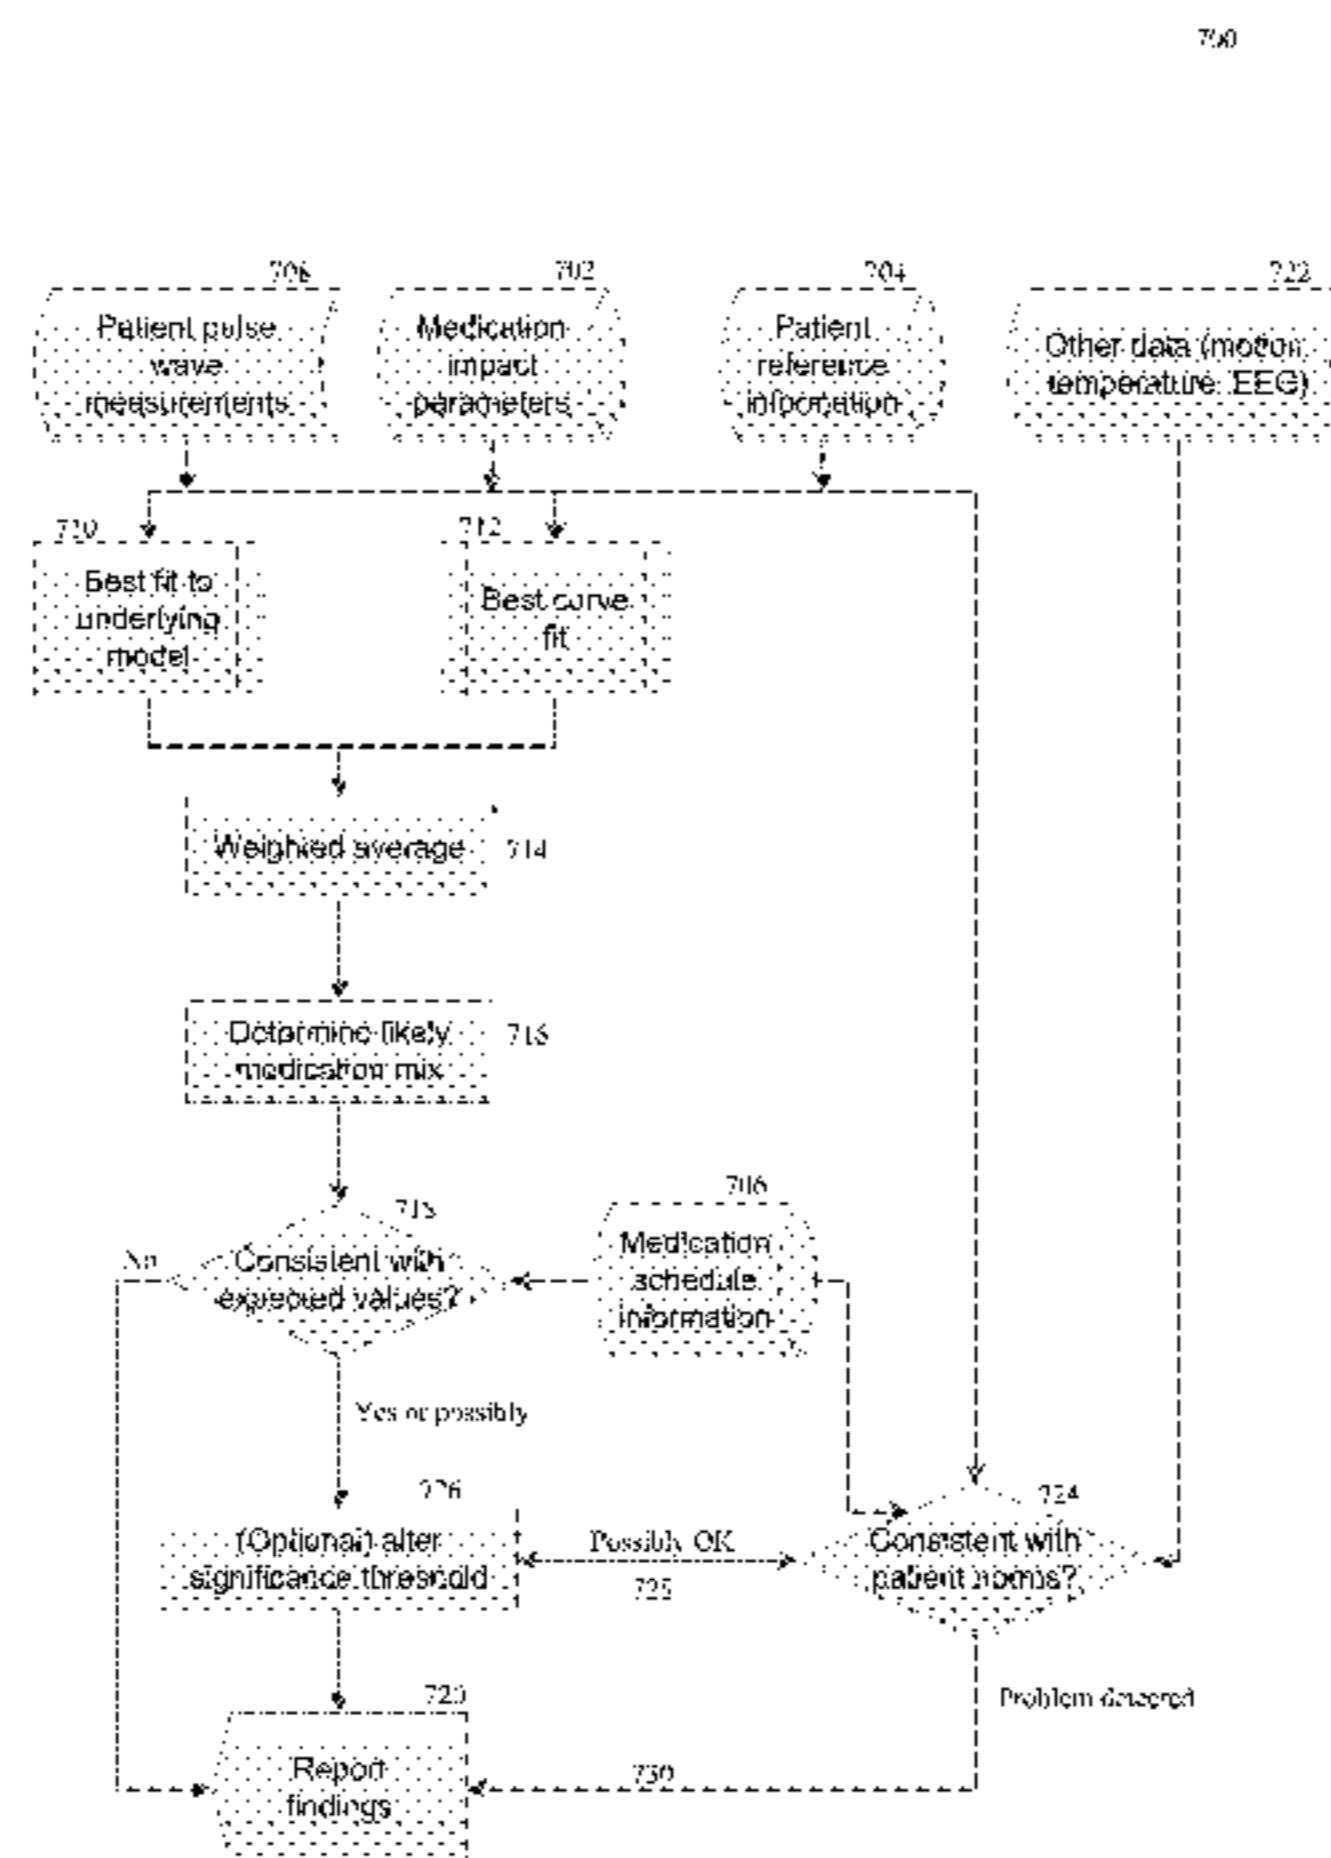 700
708
702
704
722
Patient pulse
wave
measurements
Medication
impact
parameters
Patient
reference
information
Other data (motion,
temperature, EEG)
710
712
Best fit to
underlying
model
Best curve
fit
Weighted average
714
Determine likely
medication mix
716
718
706
No
Consistent with
expected values?
Medication
schedule
information
Yes or possibly
726
724
(Optional) alter
significance threshold
Possibly OK
Consistent with
patient norms?
Problem detected
Report
findings
730